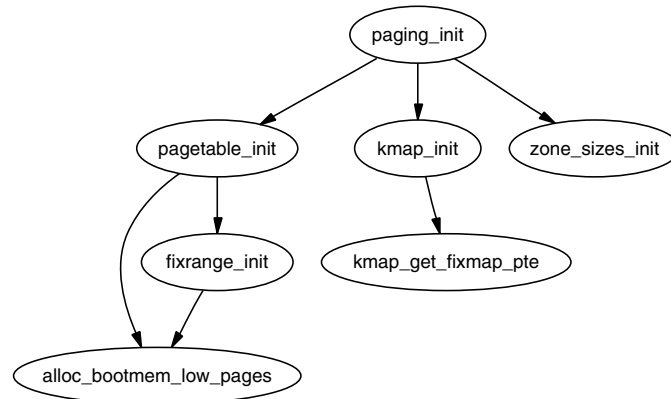 paging_init
pagetable_init
kmap_init
zone_sizes_init
fixrange_init
kmap_get_fixmap_pte
alloc_bootmem_low_pages